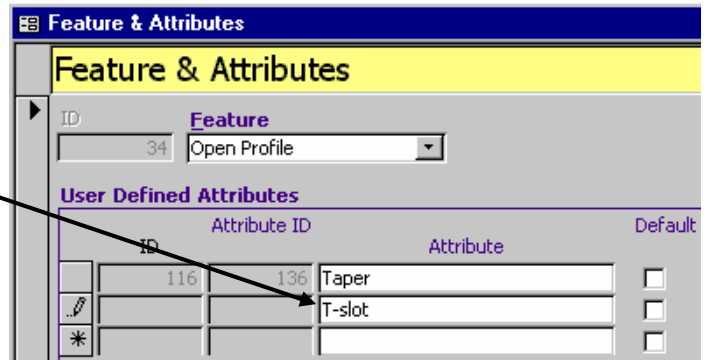 Feature & Attributes
Feature & Attributes
ID Feature
34 Open Profile
User Defined Attributes
ID Attribute ID Attribute Default
116 136 Taper
T-slot